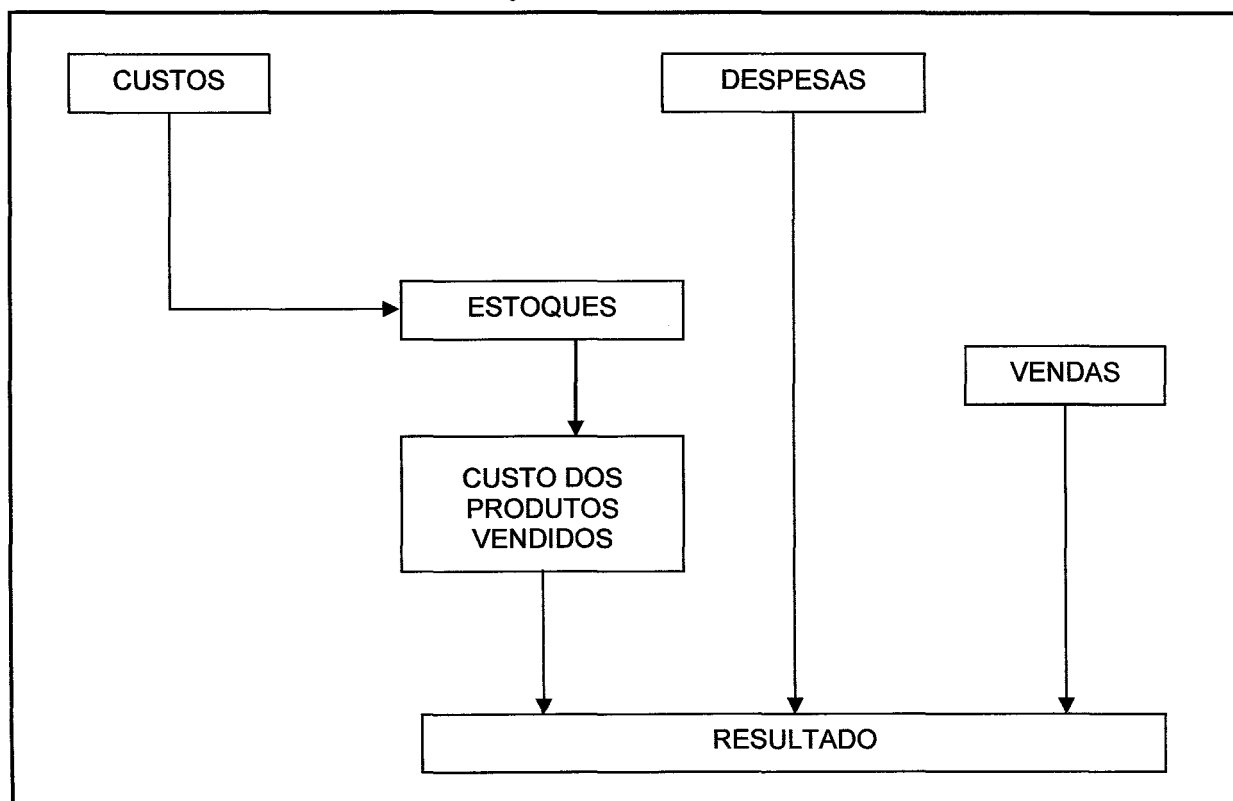 CUSTOS
DESPESAS
ESTOQUES
VENDAS
CUSTO DOS
PRODUTOS
VENDIDOS
RESULTADO